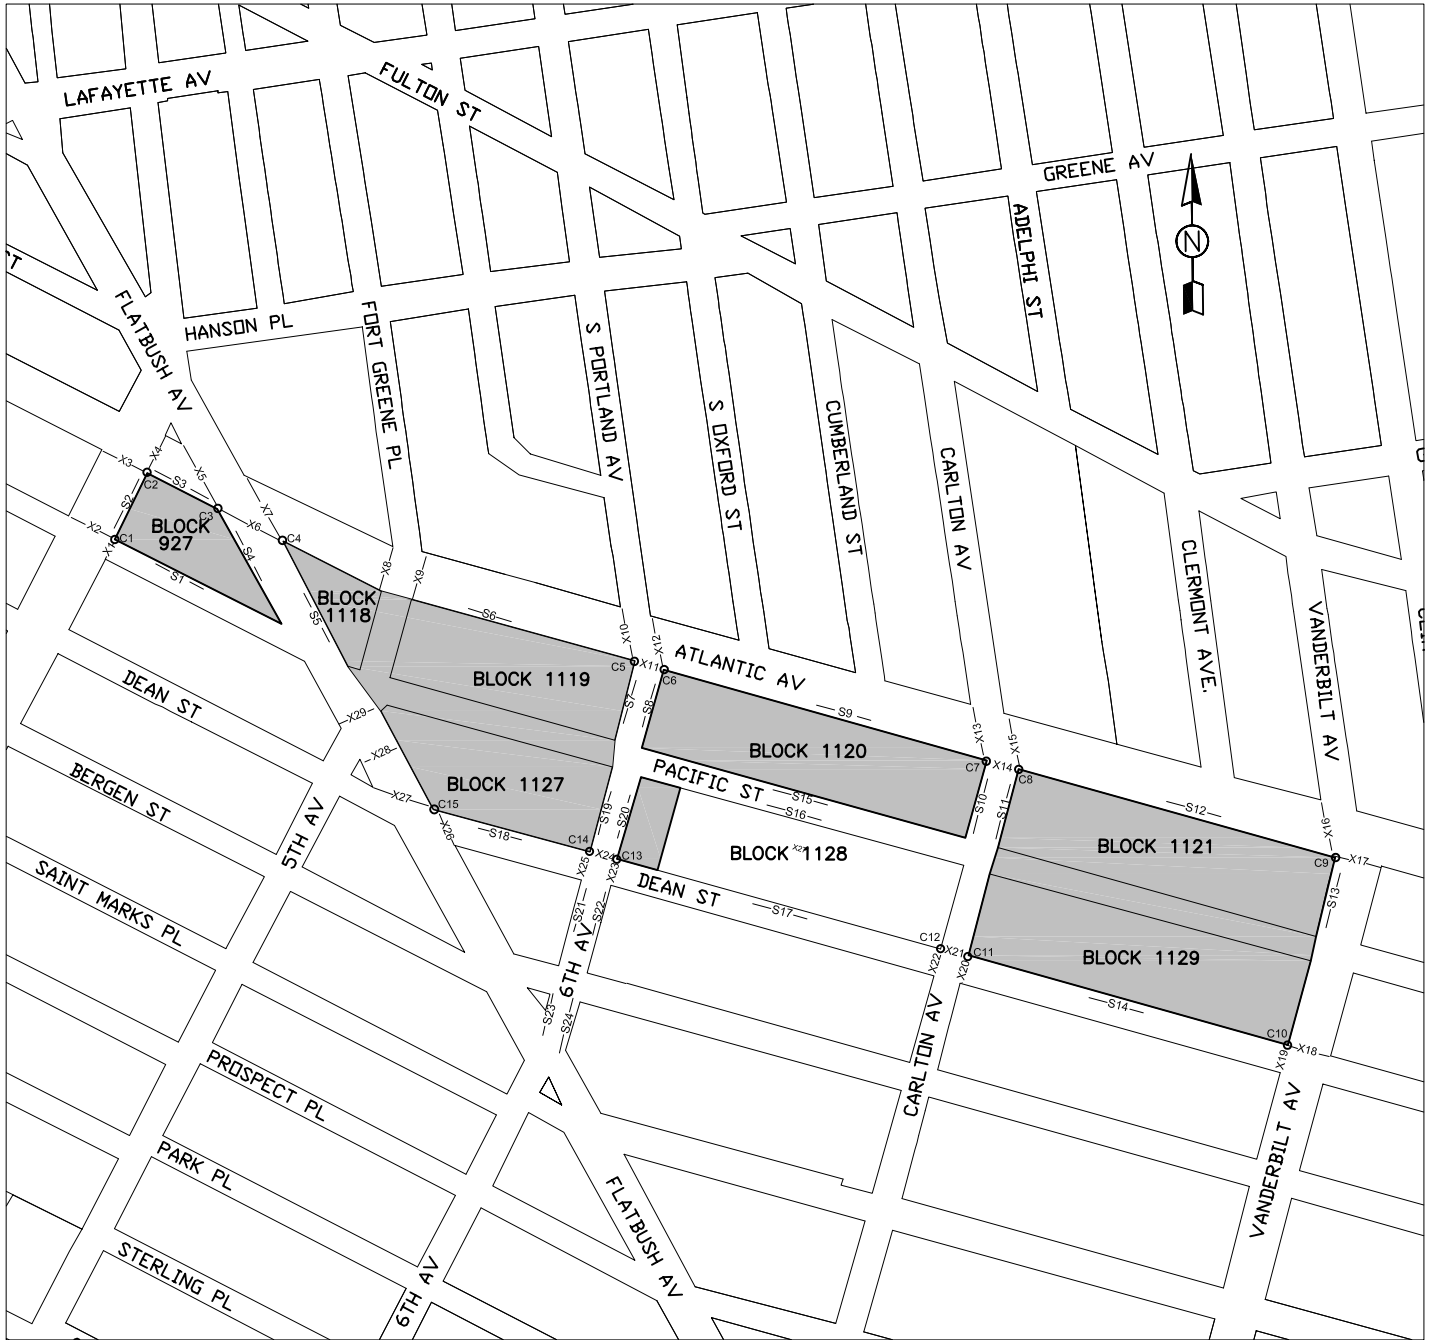 LAFAYETTE AV
FULTON ST
GREENE AV
ADELPHI ST
N
ST
FLATBUSH AV
HANSON PL
FORT GREENE PL
S PORTLAND AV
S OXFORD ST
CUMBERLAND ST
CARLTON AV
CLERMONT AVE.
VANDERBILT AV
X3
X4
C2
S3
X5
S2
C3
X6
X7
C4
X2
X1
C1
BLOCK
927
S4
S1
S5
BLOCK
1118
X8
X9
S6
X10
C5
X11
X12
C6
ATLANTIC AV
BLOCK 1119
S7
S8
S9
BLOCK 1120
X13
C7
X14
X15
C8
DEAN ST
X29
X28
X27
C15
X26
BLOCK 1127
S18
C14
S19
S20
PACIFIC ST
S15
S16
S10
S11
S12
X16
C9
X17
BLOCK 1121
S13
BERGEN ST
5TH AV
X25
X24
X23
C13
BLOCK 1128
DEAN ST
S17
C12
X21
C11
X22
X20
BLOCK 1129
S14
C10
X18
X19
SAINT MARKS PL
S21
S22
6TH AV
S23
S24
CARLTON AV
VANDERBILT AV
PROSPECT PL
PARK PL
FLATBUSH AV
STERLING PL
6TH AV